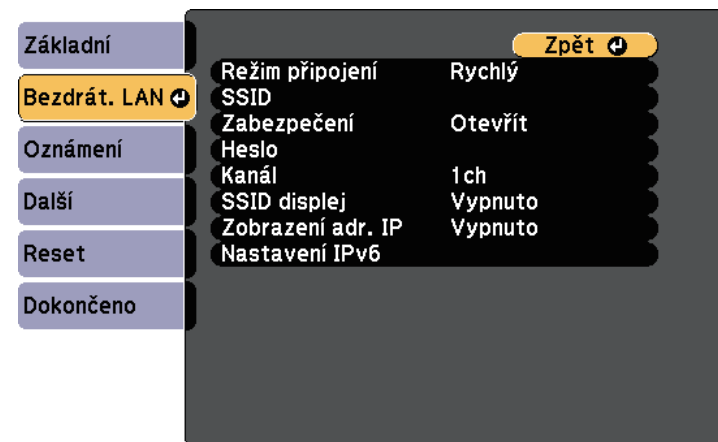 Základní
Bezdrát. LAN
Oznámení
Další
Reset
Dokončeno
Zpět
Režim připojení Rychlý
SSID
Zabezpečení Otevřít
Heslo
Kanál 1ch
SSID displej Vypnuto
Zobrazení adr. IP Vypnuto
Nastavení IPv6